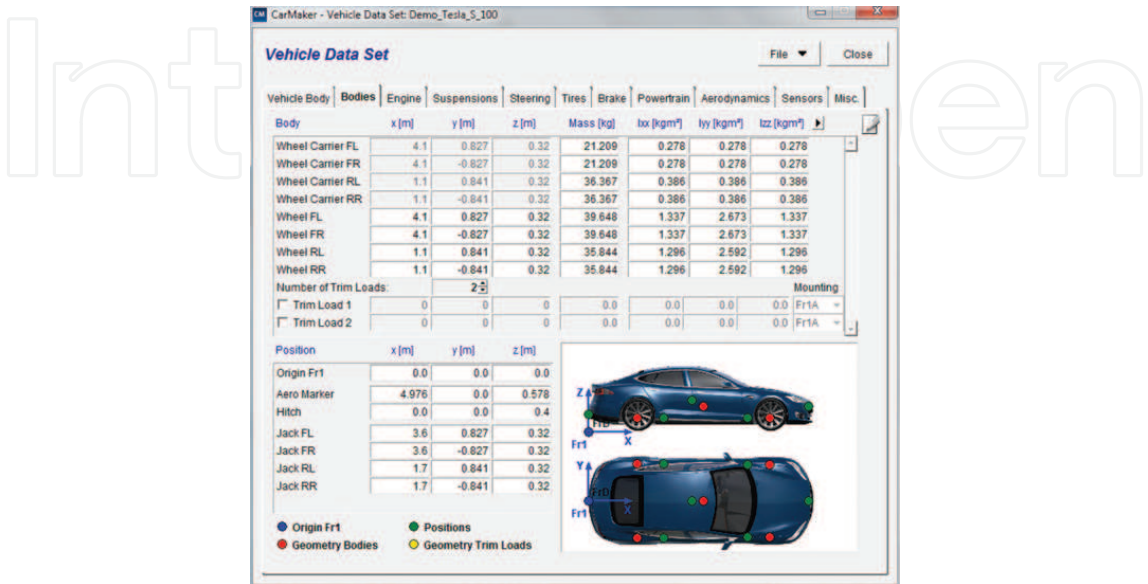 CM CarMaker - Vehicle Data Set: Demo_Tesla_S_100
Vehicle Data Set File Close
Vehicle Body Bodies Engine Suspensions Steering Tires Brake Powertrain Aerodynamics Sensors Misc.
Body x [m] y [m] z [m] Mass [kg] Ixx [kgm²] Iyy [kgm²] Izz [kgm²]
Wheel Carrier FL 4.1 0.827 0.32 21.209 0.278 0.278 0.278
Wheel Carrier FR 4.1 -0.827 0.32 21.209 0.278 0.278 0.278
Wheel Carrier RL 1.1 0.841 0.32 36.367 0.386 0.386 0.386
Wheel Carrier RR 1.1 -0.841 0.32 36.367 0.386 0.386 0.386
Wheel FL 4.1 0.827 0.32 39.648 1.337 2.673 1.337
Wheel FR 4.1 -0.827 0.32 39.648 1.337 2.673 1.337
Wheel RL 1.1 0.841 0.32 35.844 1.296 2.592 1.296
Wheel RR 1.1 -0.841 0.32 35.844 1.296 2.592 1.296
Number of Trim Loads: 2 Mounting
Trim Load 1 0 0 0 0.0 0.0 0.0 0.0 Fr1A
Trim Load 2 0 0 0 0.0 0.0 0.0 0.0 Fr1A
Position x [m] y [m] z [m]
Origin Fr1 0.0 0.0 0.0
Aero Marker 4.976 0.0 0.578
Hitch 0.0 0.0 0.4
Jack FL 3.6 0.827 0.32
Jack FR 3.6 -0.827 0.32
Jack RL 1.7 0.841 0.32
Jack RR 1.7 -0.841 0.32
Z
FrD
Fr1 X
Y
FrD
X
Fr1
Origin Fr1 Positions
Geometry Bodies Geometry Trim Loads